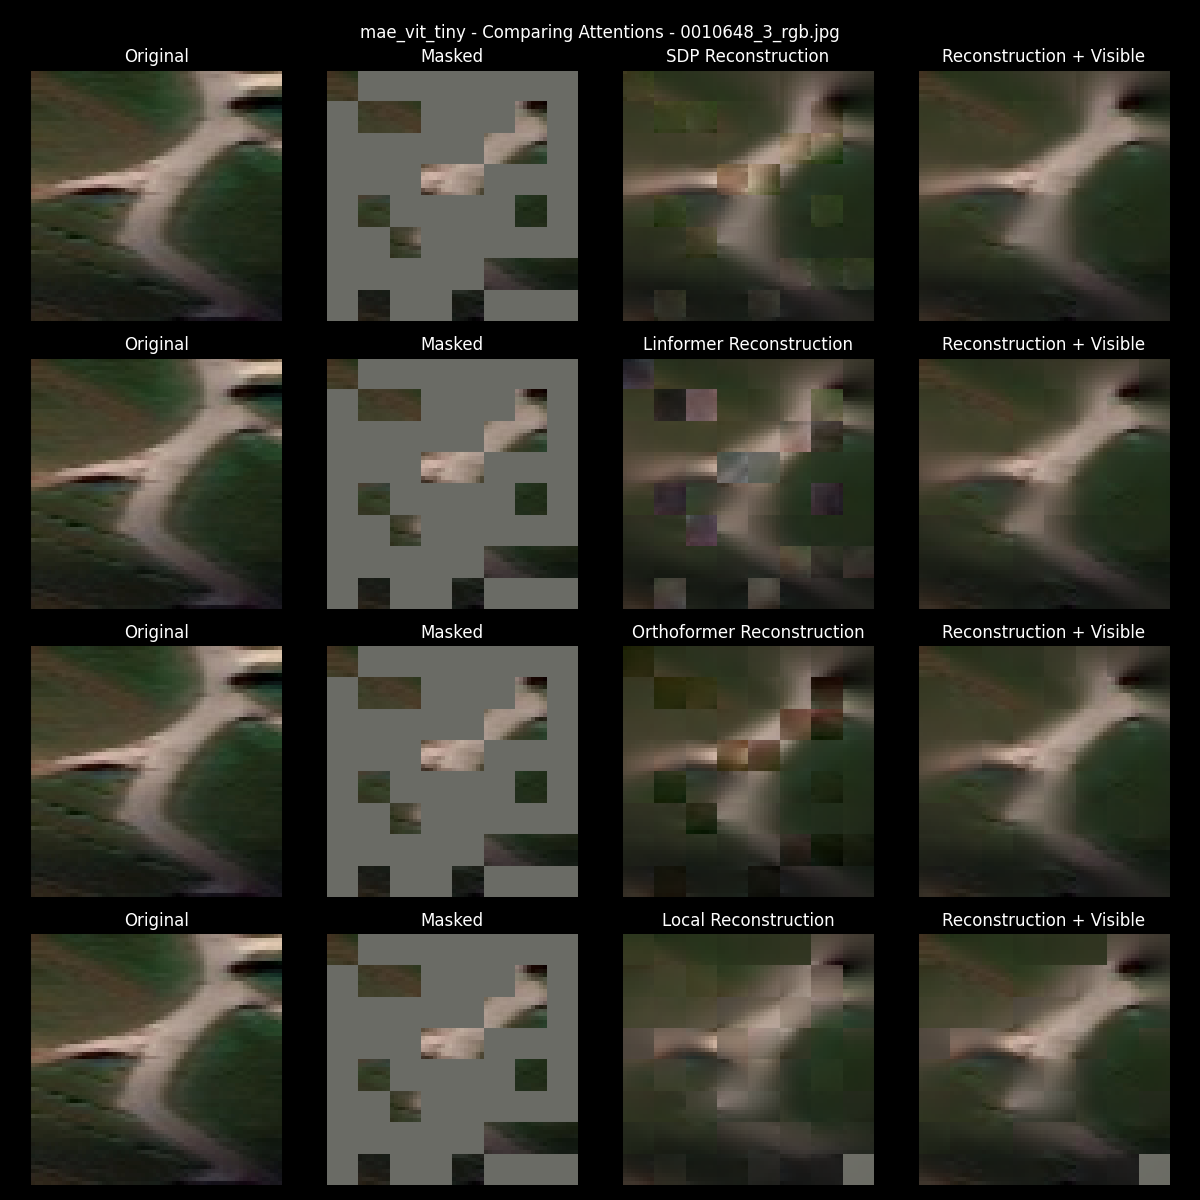 mae_vit_tiny - Comparing Attentions - 0010648_3_rgb.jpg
Original Masked SDP Reconstruction Reconstruction + Visible
Original Masked Linformer Reconstruction Reconstruction + Visible
Original Masked Orthoformer Reconstruction Reconstruction + Visible
Original Masked Local Reconstruction Reconstruction + Visible